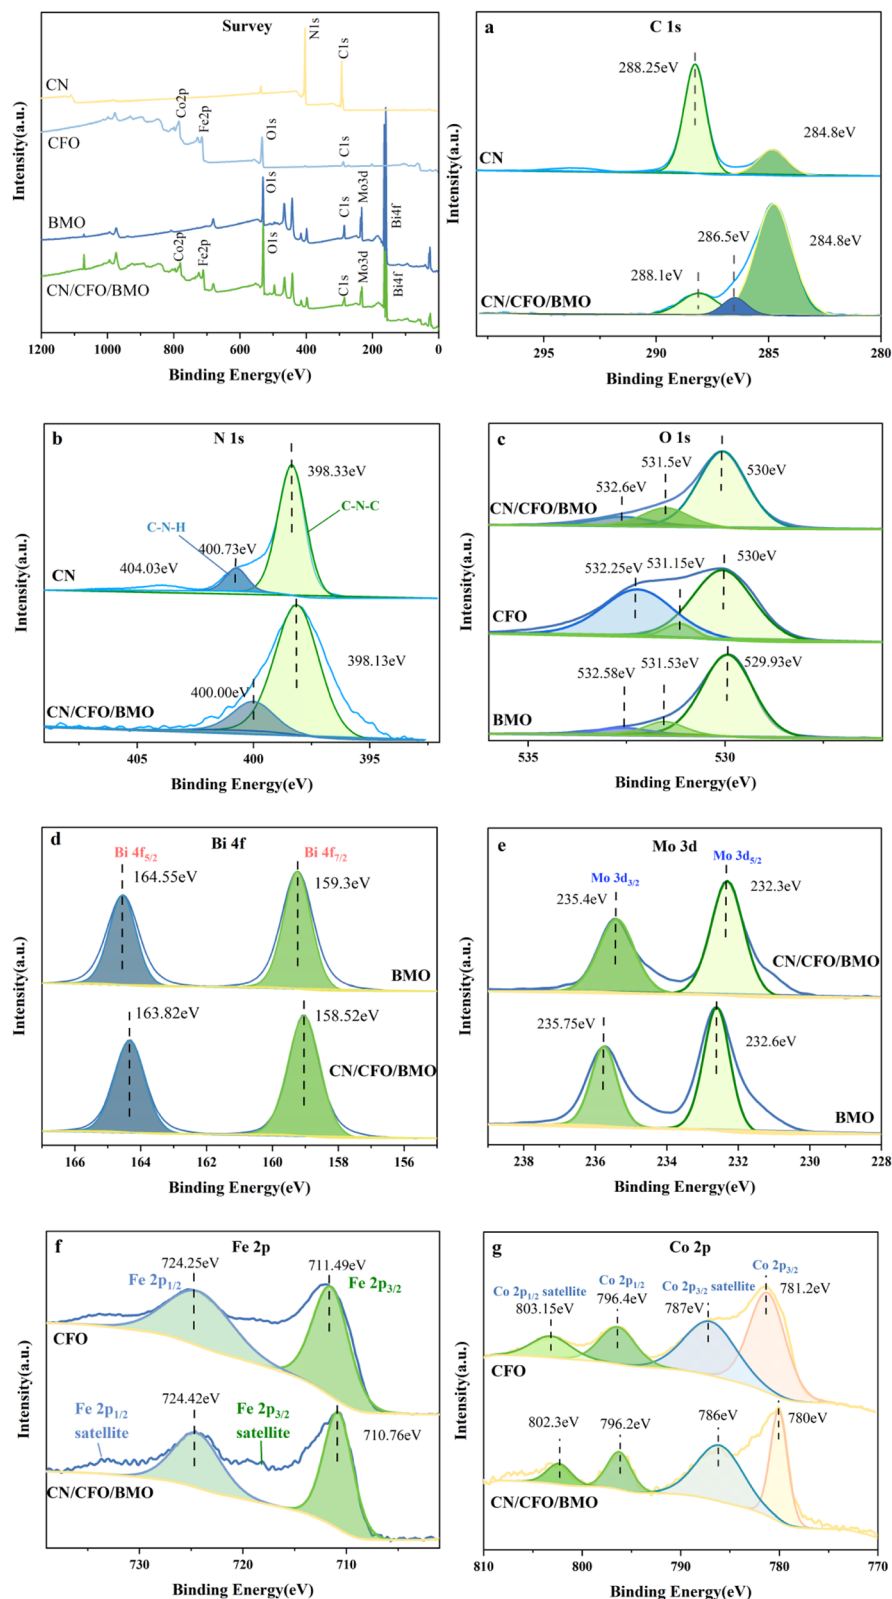 Survey
N1s
C1s
CN
Co2p
Fe2p
CFO
O1s
C1s
O1s
C1s
Mo3d
Bi4f
BMO
Co2p
Fe2p
O1s
C1s
Mo3d
Bi4f
CN/CFO/BMO
Intensity(a.u.)
1200 1000 800 600 400 200 0
Binding Energy(eV)
a
C 1s
288.25eV
284.8eV
CN
286.5eV
284.8eV
288.1eV
CN/CFO/BMO
Intensity(a.u.)
295 290 285 280
Binding Energy(eV)
b
N 1s
398.33eV
C-N-H
C-N-C
400.73eV
404.03eV
CN
398.13eV
400.00eV
CN/CFO/BMO
Intensity(a.u.)
405 400 395
Binding Energy(eV)
c
O 1s
531.5eV
530eV
532.6eV
CN/CFO/BMO
532.25eV
531.15eV
530eV
CFO
532.58eV
531.53eV
529.93eV
BMO
Intensity(a.u.)
535 530
Binding Energy(eV)
d
Bi 4f
Bi 4f5/2
Bi 4f7/2
164.55eV
159.3eV
BMO
163.82eV
158.52eV
CN/CFO/BMO
Intensity(a.u.)
166 164 162 160 158 156
Binding Energy(eV)
e
Mo 3d
Mo 3d5/2
Mo 3d3/2
235.4eV
232.3eV
CN/CFO/BMO
235.75eV
232.6eV
BMO
Intensity(a.u.)
238 236 234 232 230 228
Binding Energy(eV)
f
Fe 2p
724.25eV
711.49eV
Fe 2p1/2
Fe 2p3/2
CFO
724.42eV
Fe 2p1/2
satellite
Fe 2p3/2
satellite
710.76eV
CN/CFO/BMO
Intensity(a.u.)
730 720 710
Binding Energy(eV)
g
Co 2p
Co 2p3/2
Co 2p1/2 satellite
Co 2p1/2
Co 2p3/2 satellite
803.15eV
796.4eV
787eV
781.2eV
CFO
802.3eV
796.2eV
786eV
780eV
CN/CFO/BMO
Intensity(a.u.)
810 800 790 780 770
Binding Energy(eV)